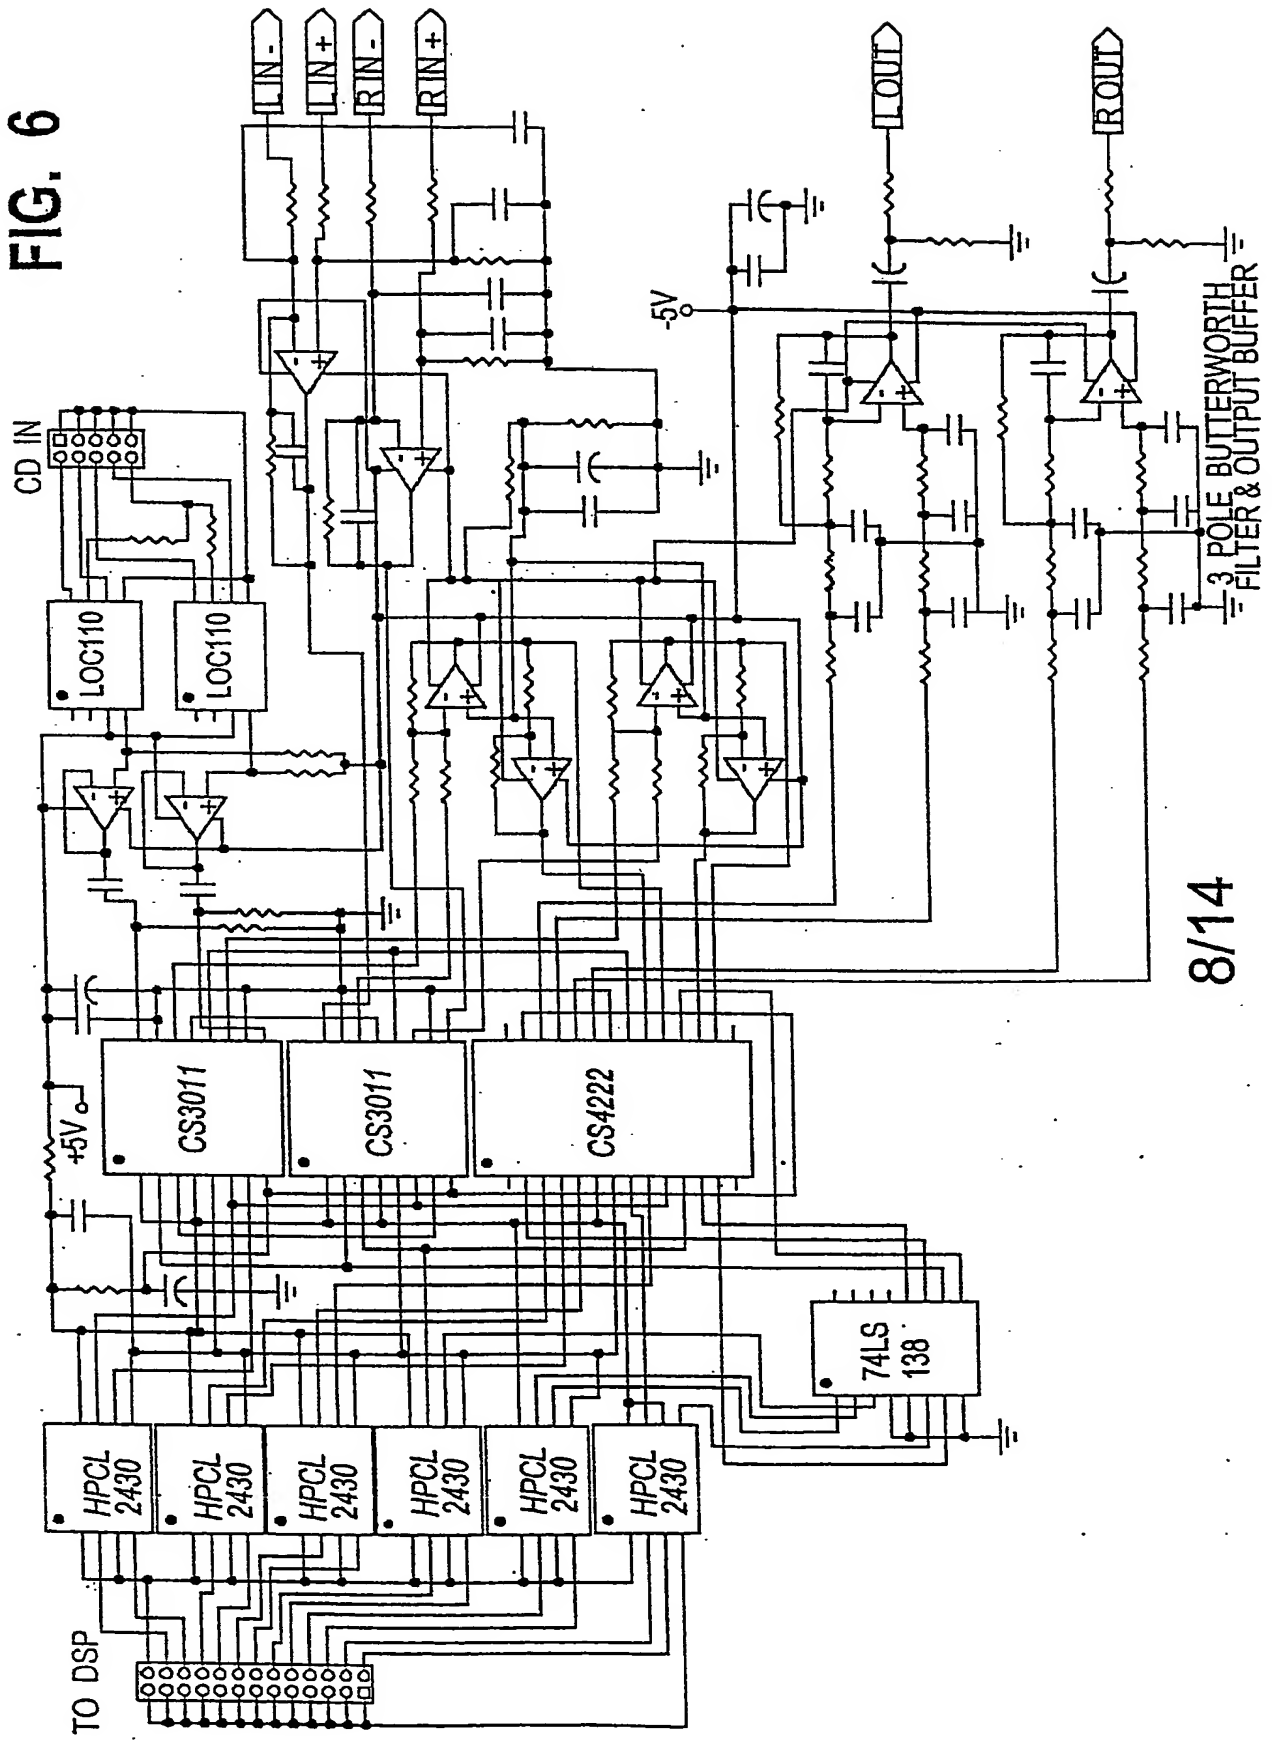 FIG. 6
L IN -
L IN +
R IN -
R IN +
CD IN
LOC110
LOC110
-
+
-
+
-
+
-
+
-5V
L OUT
R OUT
-
+
-
+
-
+
-
+
-
+
-
+
3 POLE BUTTERWORTH
FILTER & OUTPUT BUFFER
+5V
CS3011
CS3011
CS4222
74LS
138
HPCL
2430
HPCL
2430
HPCL
2430
HPCL
2430
HPCL
2430
HPCL
2430
TO DSP
8/14